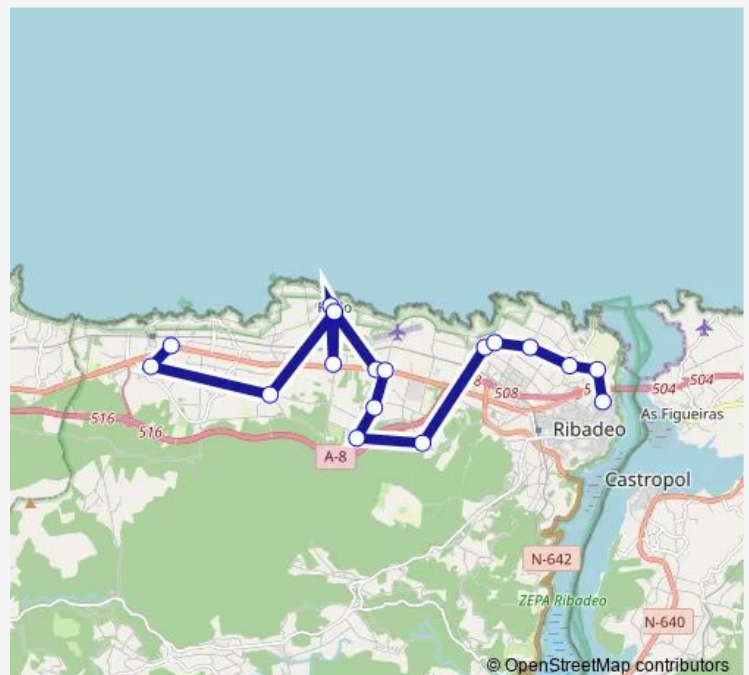 508
504
504
516
516
A-8
Ribadeo
As Figueiras
Castropol
N-642
ZEPA Ribadeo
N-640
© OpenStreetMap contributors